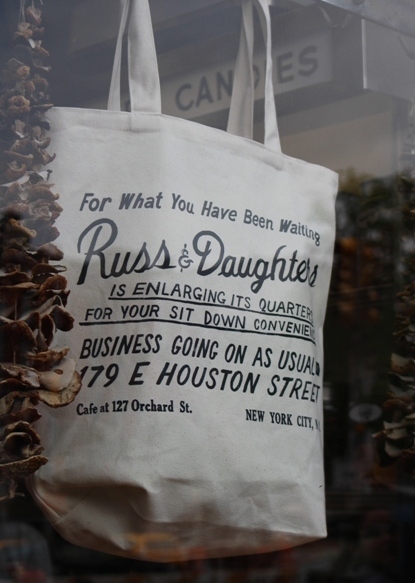 CANDIES
For What You Have Been Waiting
Russ & Daughters
IS ENLARGING ITS QUARTERS
FOR YOUR SIT DOWN CONVENIE
BUSINESS GOING ON AS USUAL
179 E HOUSTON STREET
Cafe at 127 Orchard St.
NEW YORK CITY, N